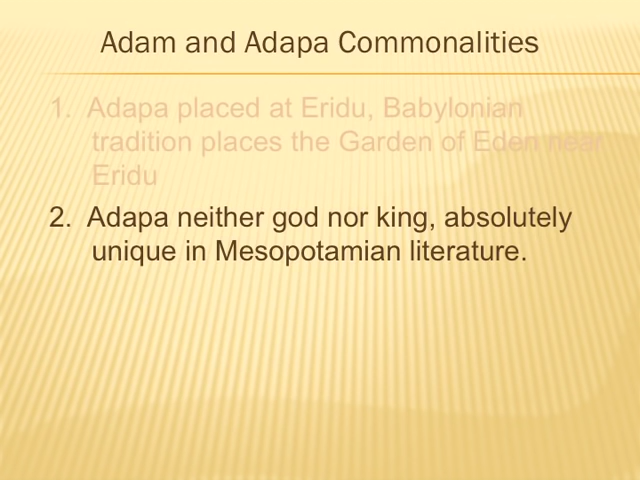 Adam and Adapa Commonalities
1. Adapa placed at Eridu, Babylonian
tradition places the Garden of Eden near
Eridu
2. Adapa neither god nor king, absolutely
unique in Mesopotamian literature.